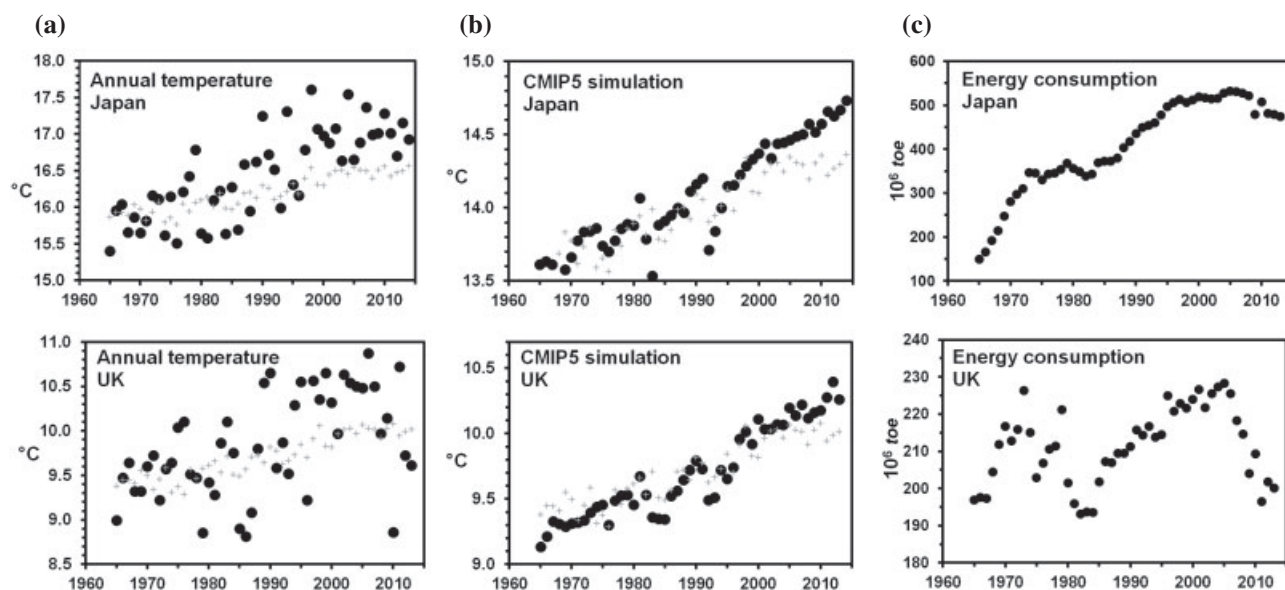 (a)
(b)
(c)
Annual temperature
Japan
°C
18.0
17.5
17.0
16.5
16.0
15.5
15.0
1960 1970 1980 1990 2000 2010
CMIP5 simulation
Japan
°C
15.0
14.5
14.0
13.5
1960 1970 1980 1990 2000 2010
Energy consumption
Japan
10⁶ toe
600
500
400
300
200
100
1960 1970 1980 1990 2000 2010
Annual temperature
UK
°C
11.0
10.5
10.0
9.5
9.0
8.5
1960 1970 1980 1990 2000 2010
CMIP5 simulation
UK
°C
10.5
10.0
9.5
9.0
1960 1970 1980 1990 2000 2010
Energy consumption
UK
10⁶ toe
240
230
220
210
200
190
180
1960 1970 1980 1990 2000 2010